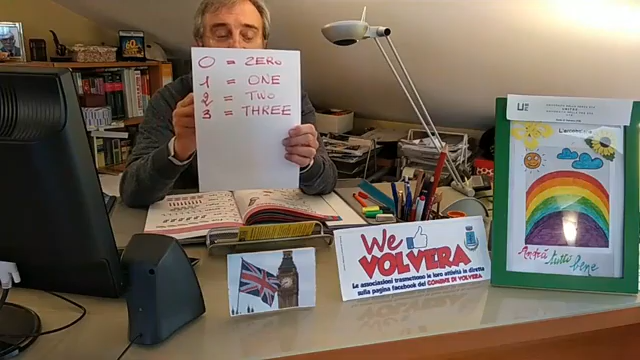 0 = ZERO
1 = ONE
2 = TWO
3 = THREE
We
VOLVERA
Le associazioni trasmettono le loro attività in diretta
sulla pagina facebook del COMUNE DI VOLVERA
L'arcobaleno
Andrà tutto bene